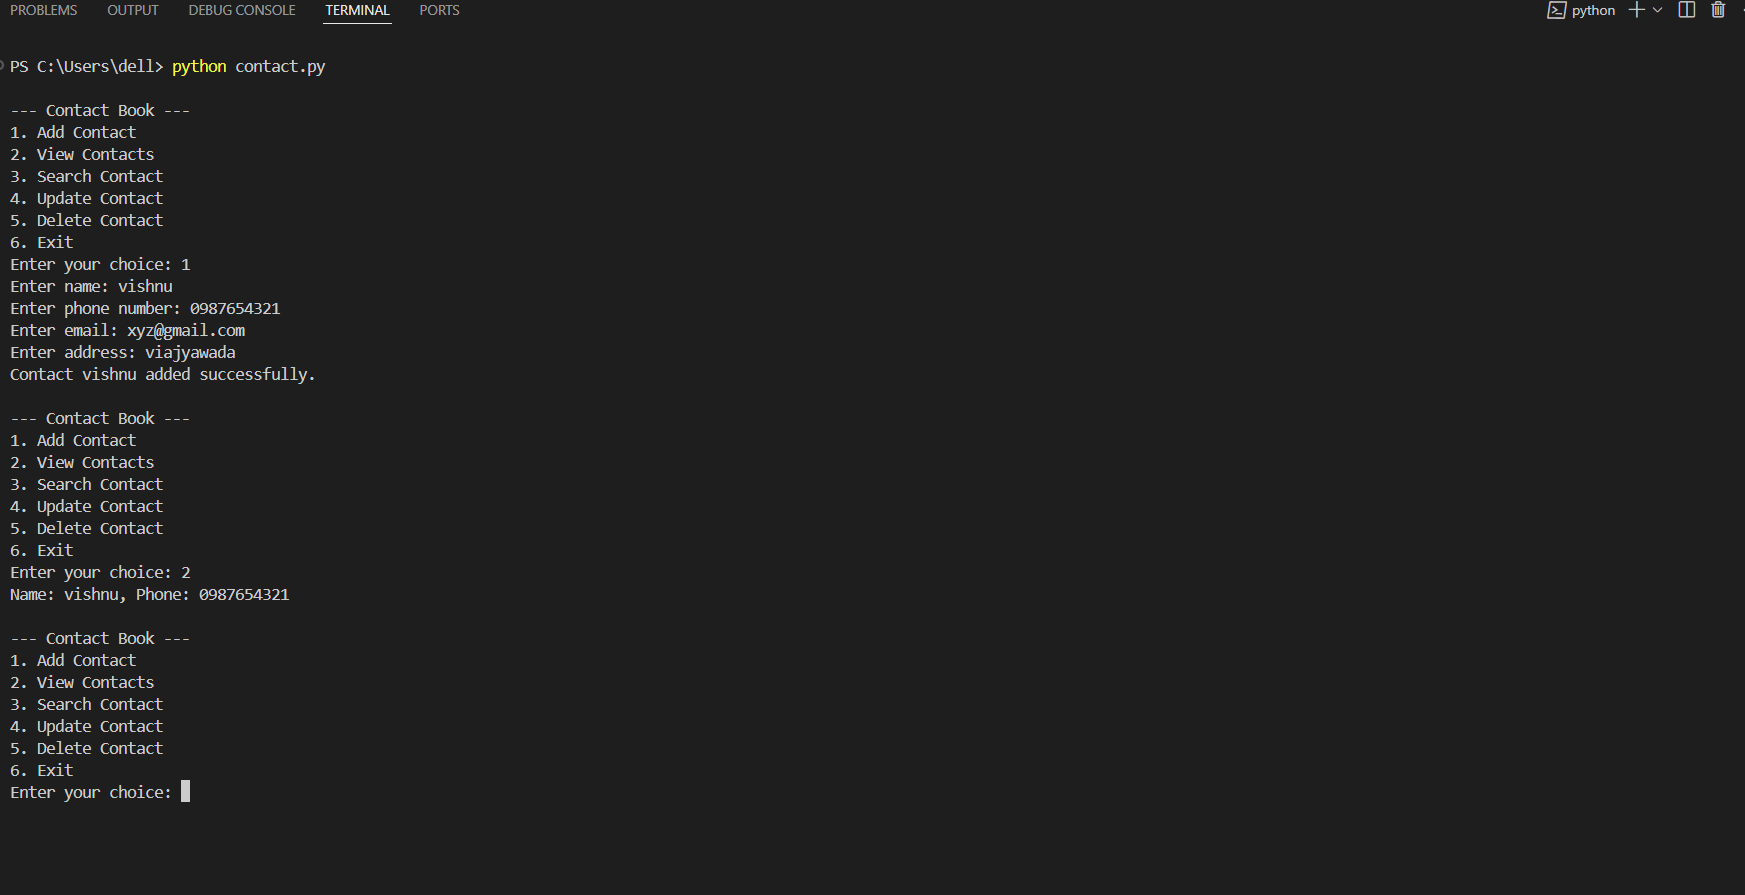 PROBLEMS OUTPUT DEBUG CONSOLE TERMINAL PORTS python
PS C:\Users\dell> python contact.py
--- Contact Book ---
1. Add Contact
2. View Contacts
3. Search Contact
4. Update Contact
5. Delete Contact
6. Exit
Enter your choice: 1
Enter name: vishnu
Enter phone number: 0987654321
Enter email: xyz@gmail.com
Enter address: viajyawada
Contact vishnu added successfully.
--- Contact Book ---
1. Add Contact
2. View Contacts
3. Search Contact
4. Update Contact
5. Delete Contact
6. Exit
Enter your choice: 2
Name: vishnu, Phone: 0987654321
--- Contact Book ---
1. Add Contact
2. View Contacts
3. Search Contact
4. Update Contact
5. Delete Contact
6. Exit
Enter your choice: